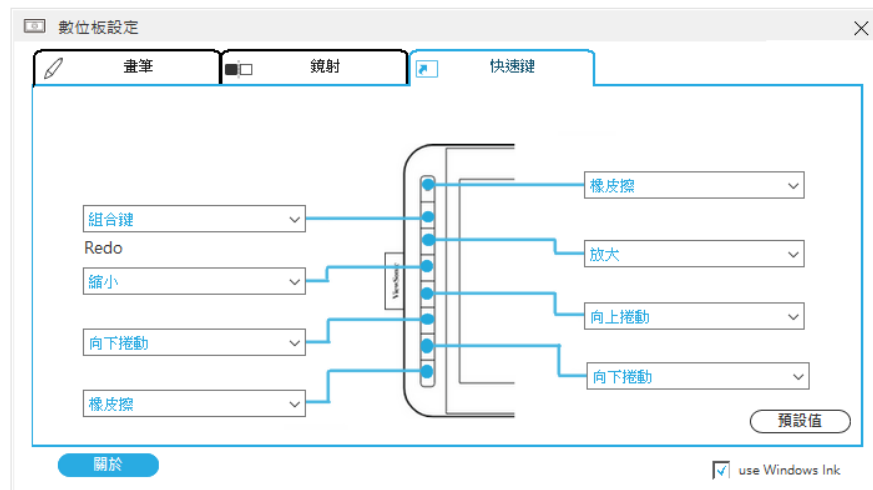 數位板設定
畫筆
鏡射
快速鍵
橡皮擦
組合鍵
Redo
放大
縮小
ViewSonic
向上捲動
向下捲動
向下捲動
橡皮擦
預設值
關於
use Windows Ink